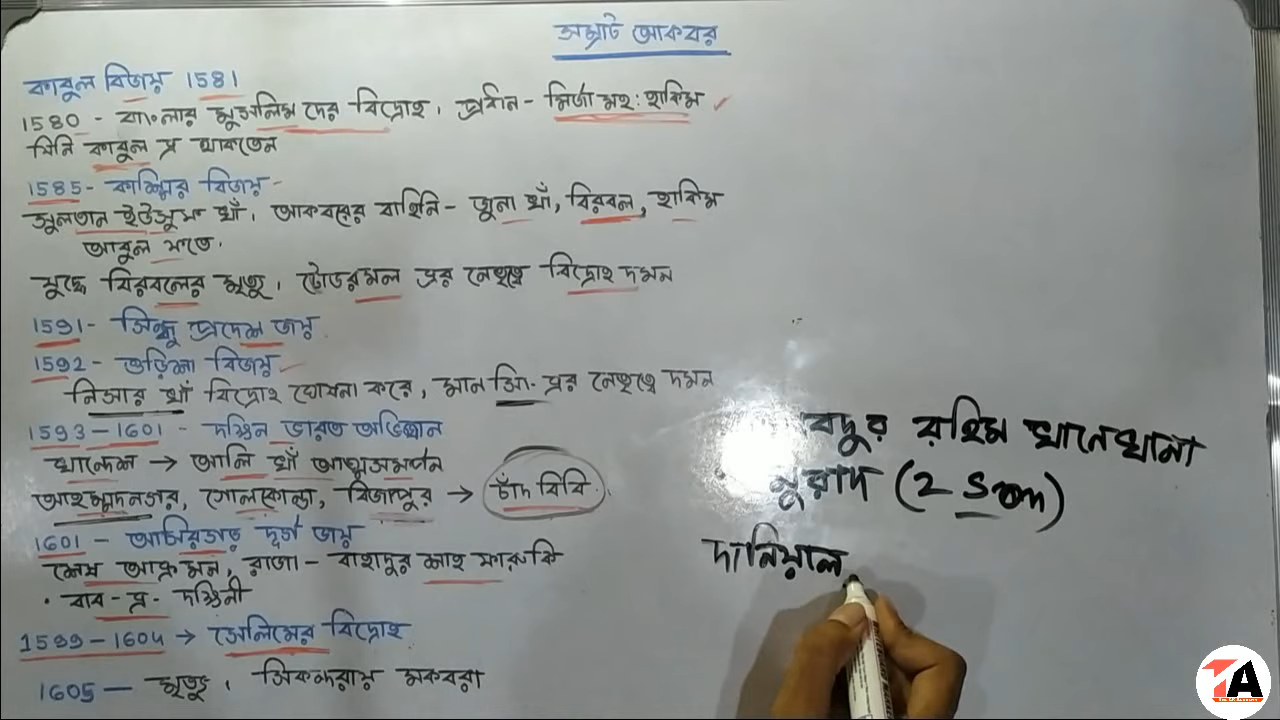 সম্রাট আকবর
কাবুল বিজয় 1581
1580 - বাংলার মুসলিম দের বিদ্রোহ। প্রধান - মির্জা মহ: হাকিম
যিনি কাবুল এ থাকতেন
1585 - কাশ্মির বিজয় -
সুলতান ইউসুফ খাঁ। আকবরের বাহিনি - জুনা খাঁ, বিরবল, হাকিম
আবুল ফতে.
যুদ্ধে বিরবলের মৃত্যু। টোডরমল এর নেতৃত্বে বিদ্রোহ দমন
1591 - সিন্ধু প্রদেশ জয়.
1592 - ওড়িশা বিজয়
নিসার খাঁ বিদ্রোহ ঘোষনা করে, মান সিং এর নেতৃত্বে দমন
1593 – 1601 - দক্ষিন ভারত অভিজান
খান্দেশ → আলি খাঁ আত্মসমর্পন
আহম্মদনগর, গোলকোন্ডা, বিজাপুর → চাঁদ বিবি
1601 - আসিরগড় দূর্গ জয়
শেষ আক্রমন, রাজা - বাহাদুর শাহ ফারুকি
• বাব - এ - দক্ষিনী
1599 – 1604 → সেলিমের বিদ্রোহ
1605 — মৃত্যু, সিকন্দরায় মকবরা
রহিম খানেখানা
মুরাদ (2 Son)
দানিয়াল